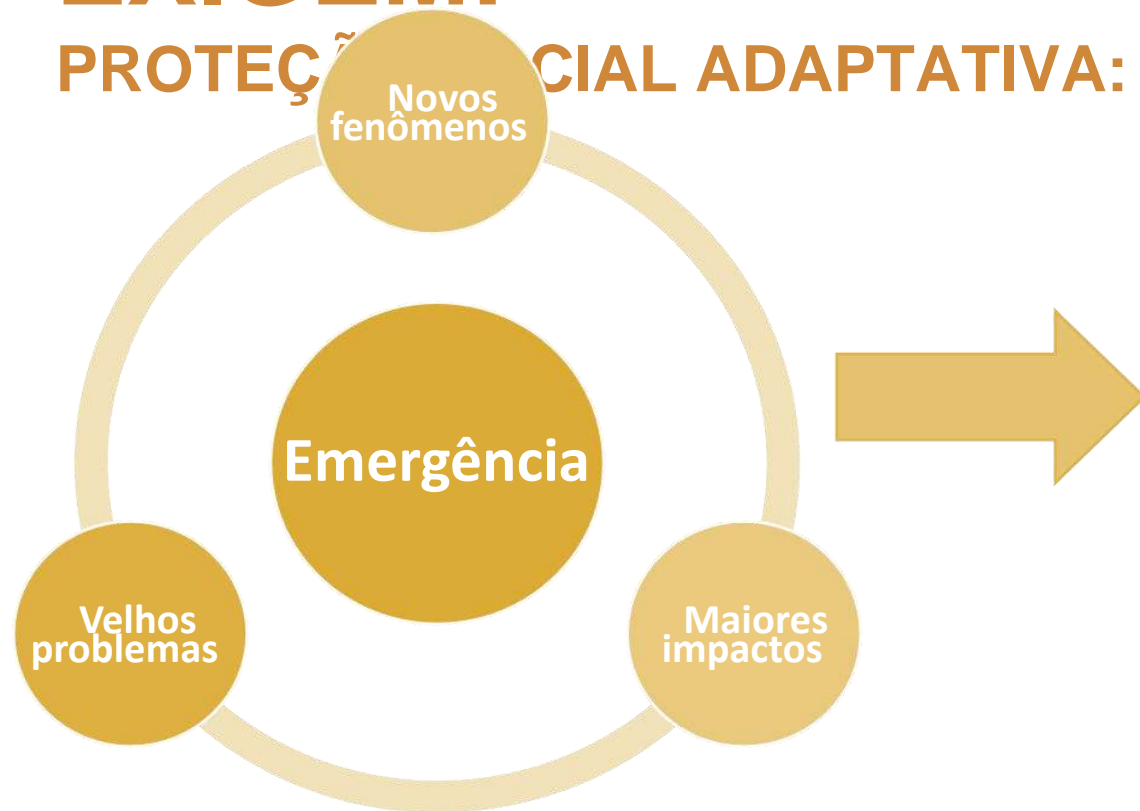 PROTEÇ CIAL ADAPTATIVA:
Novos
fenômenos
Emergência
Velhos
problemas
Maiores
impactos